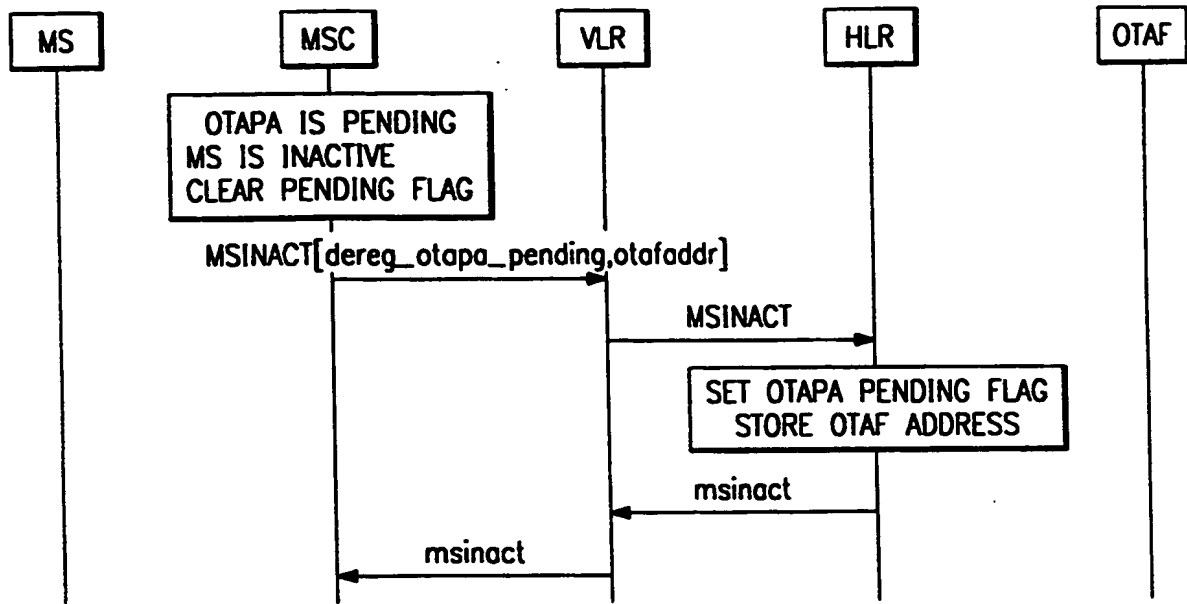 MS
MSC
VLR
HLR
OTAF
OTAPA IS PENDING
MS IS INACTIVE
CLEAR PENDING FLAG
MSINACT[dereg_otapa_pending,otafaddr]
MSINACT
SET OTAPA PENDING FLAG
STORE OTAF ADDRESS
msinact
msinact